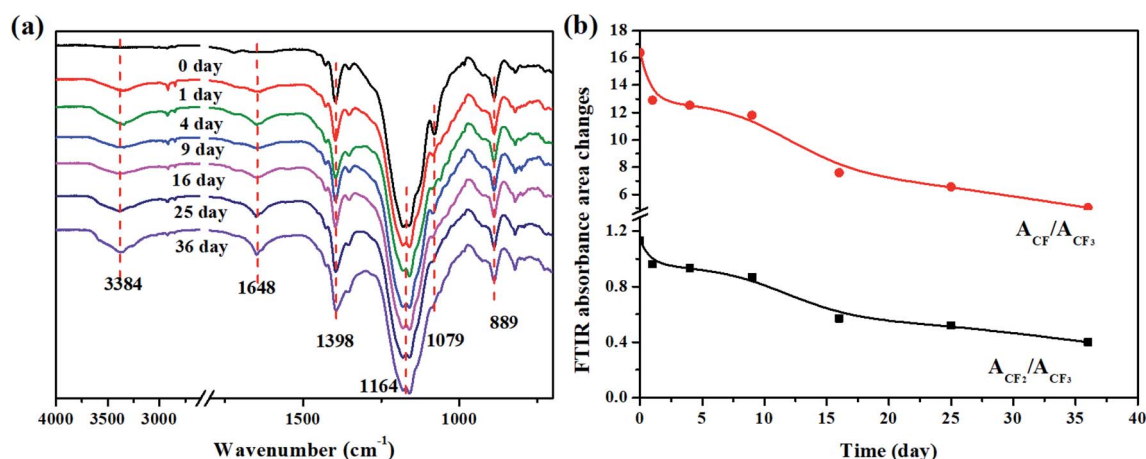 (a)
0 day
1 day
4 day
9 day
16 day
25 day
36 day
3384
1648
1398
1164
1079
889
4000 3000 1500 1000
Wavenumber (cm⁻¹)
(b)
FTIR absorbance area changes
18
16
14
12
10
8
6
1.2
0.8
0.4
0.0
A_CF/A_CF₃
A_CF₂/A_CF₃
0 5 10 15 20 25 30 35 40
Time (day)